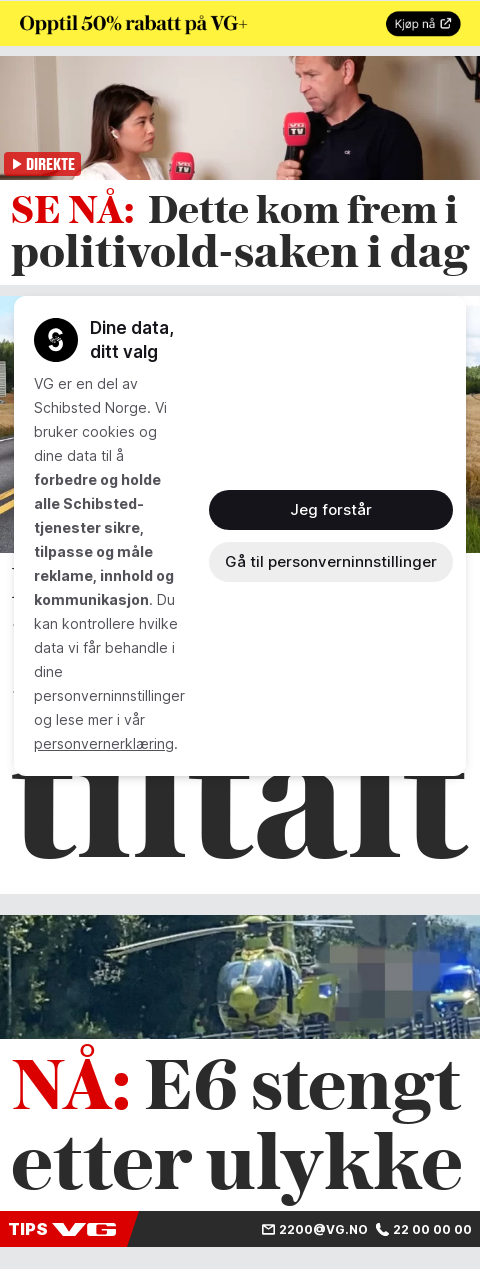 Opptil 50% rabatt på VG+
Kjøp nå
VG
TV
VG
TV
DIREKTE
SE NÅ: Dette kom frem i
politivold-saken i dag
Dine data,
ditt valg
VG er en del av
Schibsted Norge. Vi
bruker cookies og
dine data til å
forbedre og holde
alle Schibsted-
tjenester sikre,
tilpasse og måle
reklame, innhold og
kommunikasjon. Du
kan kontrollere hvilke
data vi får behandle i
dine
personverninnstillinger
og lese mer i vår
personvernerklæring.
Jeg forstår
Gå til personverninnstillinger
tiltalt
NÅ: E6 stengt
etter ulykke
TIPS VG
2200@VG.NO
22 00 00 00